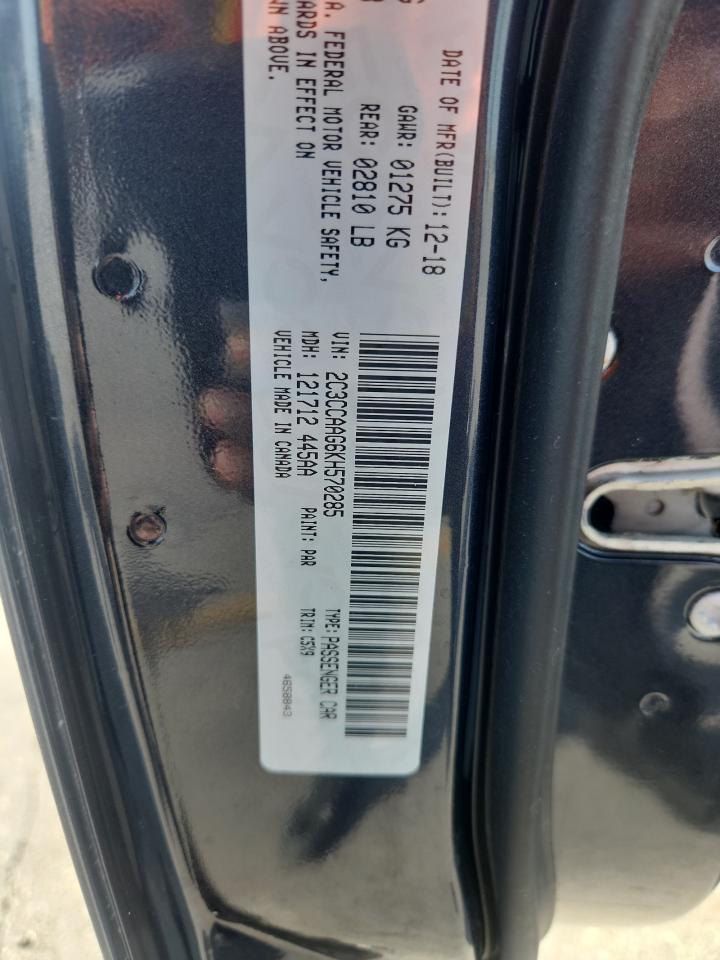 DATE OF MFR(BUILT): 12-18
GAWR: 01275 KG
REAR: 02810 LB
A. FEDERAL MOTOR VEHICLE SAFETY,
ARDS IN EFFECT ON
WN ABOVE.
VIN: 2C3CCAAG6KH570285
TYPE: PASSENGER CAR
MDH: 121712 445AA PAINT: PAR TRIM: C5X9
VEHICLE MADE IN CANADA
4658843